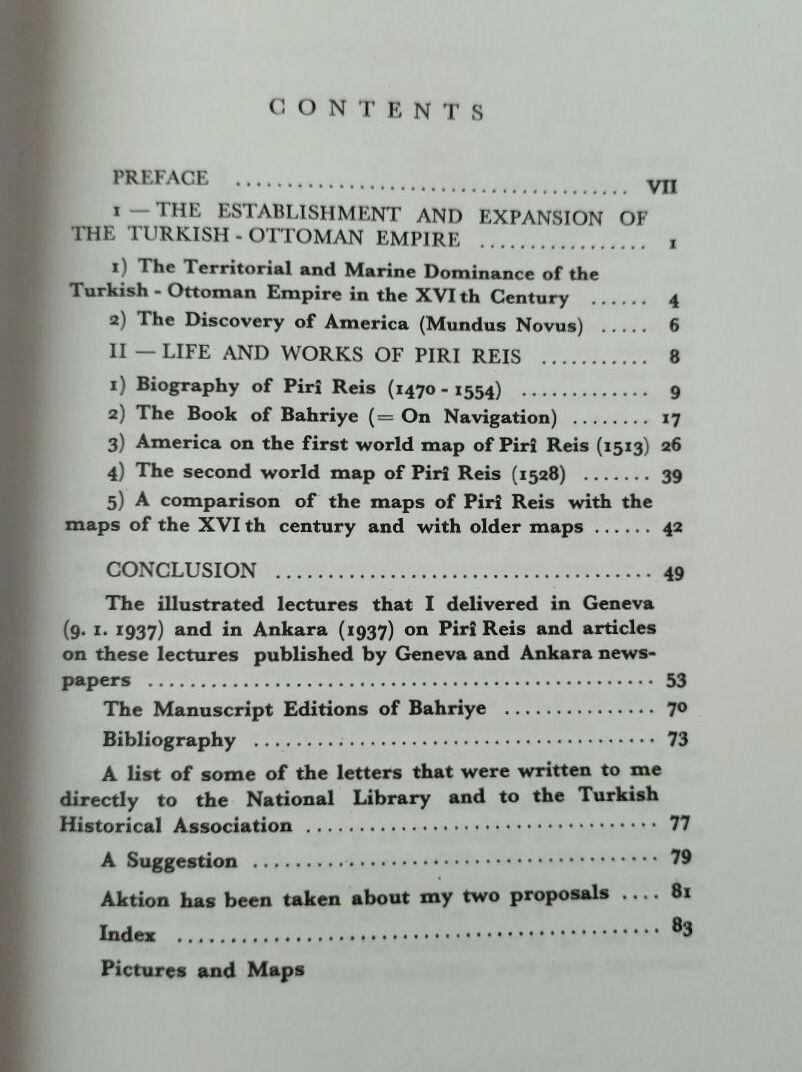 CONTENTS
PREFACE ...................................... VII
I — THE ESTABLISHMENT AND EXPANSION OF
THE TURKISH - OTTOMAN EMPIRE ................ 1
1) The Territorial and Marine Dominance of the
Turkish - Ottoman Empire in the XVI th Century ...... 4
2) The Discovery of America (Mundus Novus) ..... 6
II — LIFE AND WORKS OF PIRI REIS ........... 8
1) Biography of Pirî Reis (1470 - 1554) ............. 9
2) The Book of Bahriye (= On Navigation) ........ 17
3) America on the first world map of Pirî Reis (1513) 26
4) The second world map of Pirî Reis (1528) ....... 39
5) A comparison of the maps of Pirî Reis with the
maps of the XVI th century and with older maps ...... 42
CONCLUSION ..................................... 49
The illustrated lectures that I delivered in Geneva
(9. 1. 1937) and in Ankara (1937) on Pirî Reis and articles
on these lectures published by Geneva and Ankara news-
papers ................................................. 53
The Manuscript Editions of Bahriye ............... 70
Bibliography ....................................... 73
A list of some of the letters that were written to me
directly to the National Library and to the Turkish
Historical Association .................................. 77
A Suggestion ....................................... 79
Aktion has been taken about my two proposals .... 81
Index .............................................. 83
Pictures and Maps